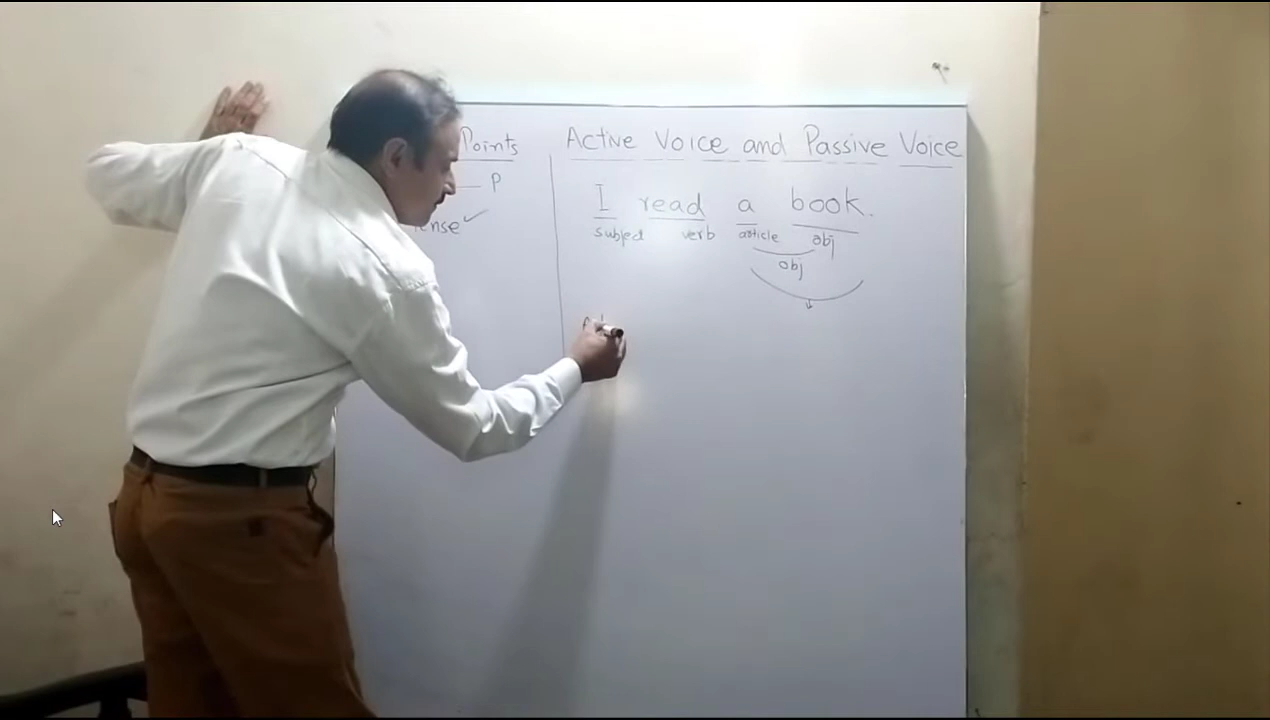 Points
Active Voice and Passive Voice
P
I read a book.
subject verb article obj
obj